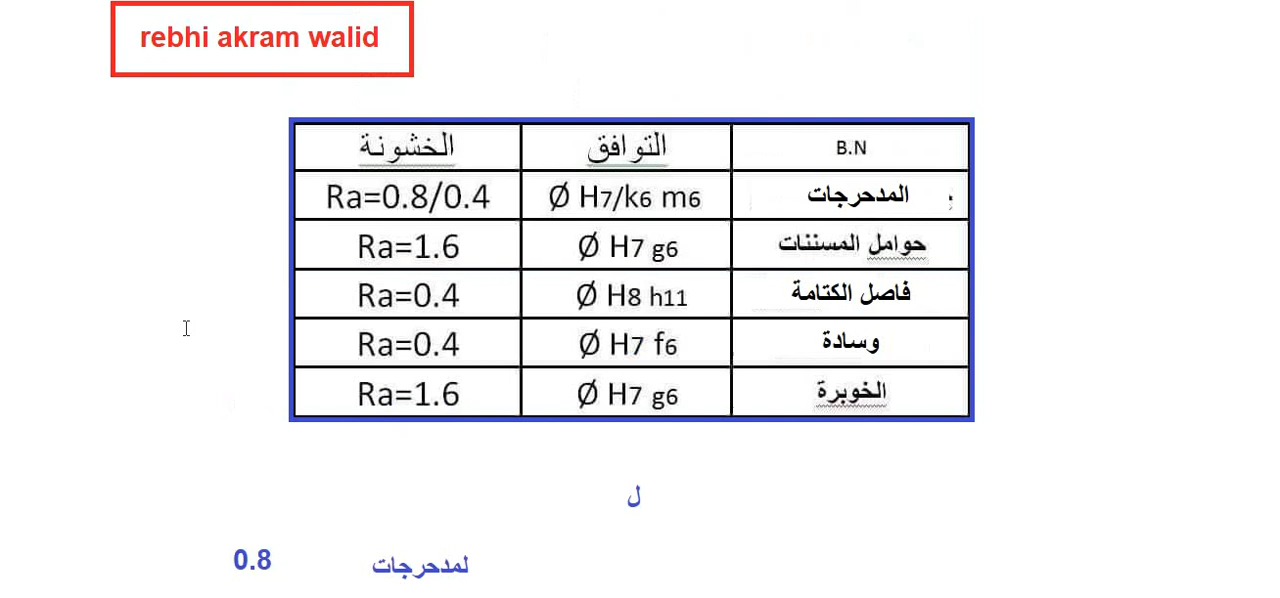 rebhi akram walid
B.N التوافق الخشونة
المدحرجات Ø H7/k6 m6 Ra=0.8/0.4
حوامل المسننات Ø H7 g6 Ra=1.6
فاصل الكتامة Ø H8 h11 Ra=0.4
وسادة Ø H7 f6 Ra=0.4
الخوبرة Ø H7 g6 Ra=1.6
ل
لمدحرجات 0.8